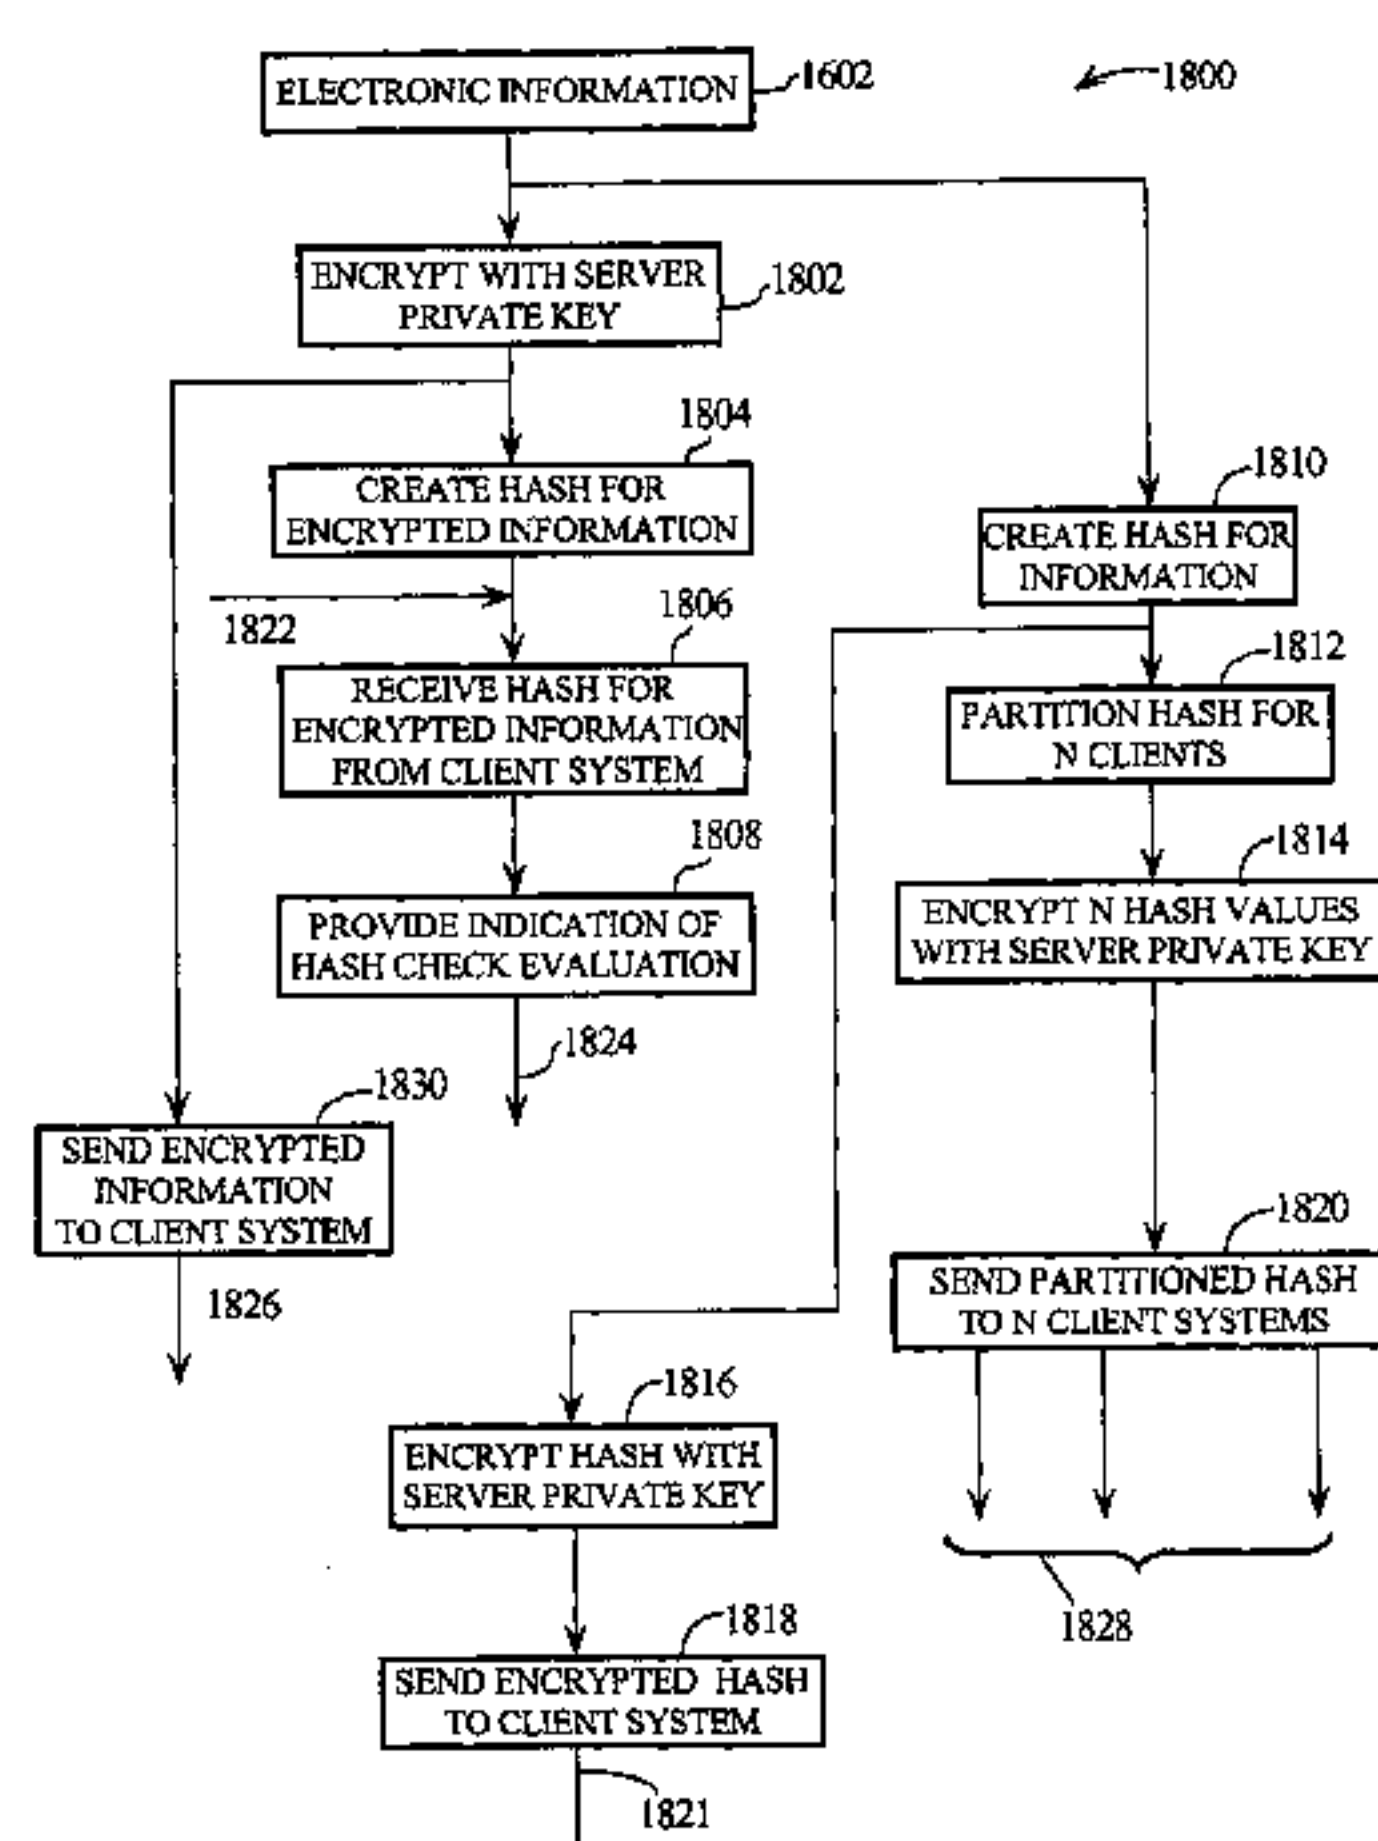 ELECTRONIC INFORMATION
1602
1800
ENCRYPT WITH SERVER
PRIVATE KEY
1802
1804
CREATE HASH FOR
ENCRYPTED INFORMATION
1810
CREATE HASH FOR
INFORMATION
1822
1806
RECEIVE HASH FOR
ENCRYPTED INFORMATION
FROM CLIENT SYSTEM
1812
PARTITION HASH FOR
N CLIENTS
1808
PROVIDE INDICATION OF
HASH CHECK EVALUATION
1814
ENCRYPT N HASH VALUES
WITH SERVER PRIVATE KEY
1824
1830
SEND ENCRYPTED
INFORMATION
TO CLIENT SYSTEM
1826
1820
SEND PARTITIONED HASH
TO N CLIENT SYSTEMS
1816
ENCRYPT HASH WITH
SERVER PRIVATE KEY
1828
1818
SEND ENCRYPTED HASH
TO CLIENT SYSTEM
1821